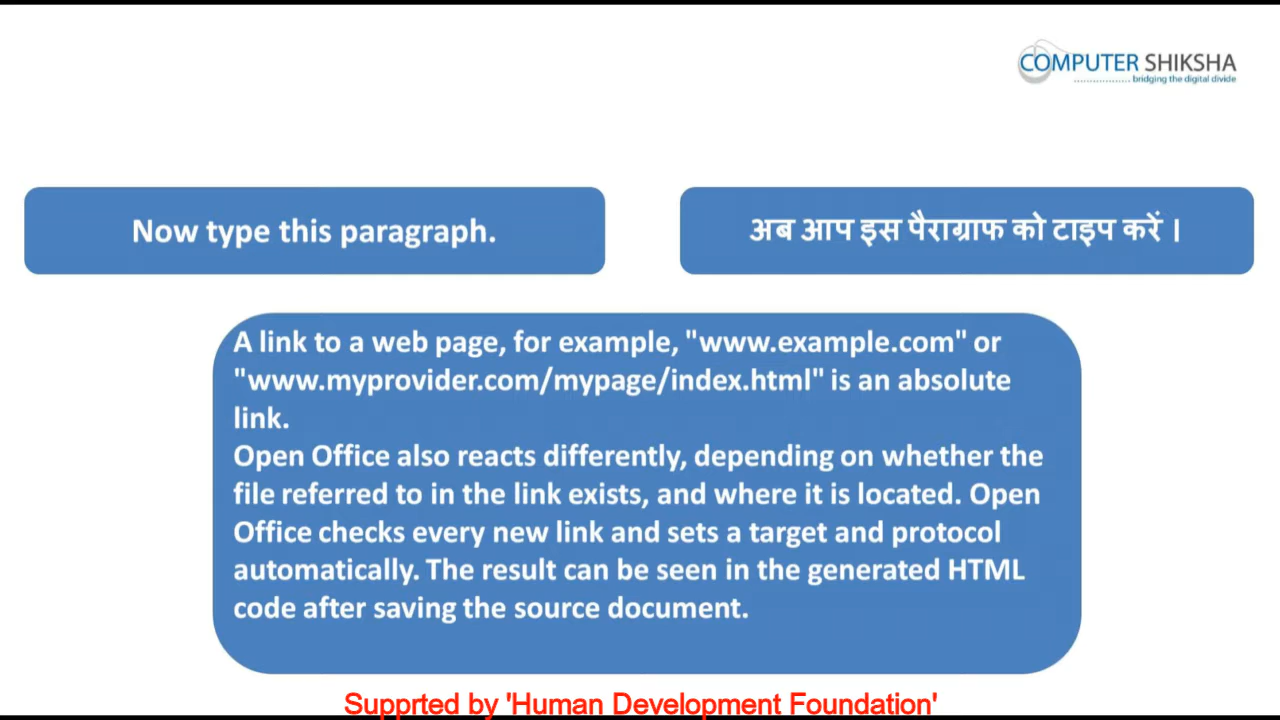 COMPUTER SHIKSHA
bridging the digital divide
Now type this paragraph.
अब आप इस पैराग्राफ को टाइप करें ।
A link to a web page, for example, "www.example.com" or
"www.myprovider.com/mypage/index.html" is an absolute
link.
Open Office also reacts differently, depending on whether the
file referred to in the link exists, and where it is located. Open
Office checks every new link and sets a target and protocol
automatically. The result can be seen in the generated HTML
code after saving the source document.
Supprted by 'Human Development Foundation'